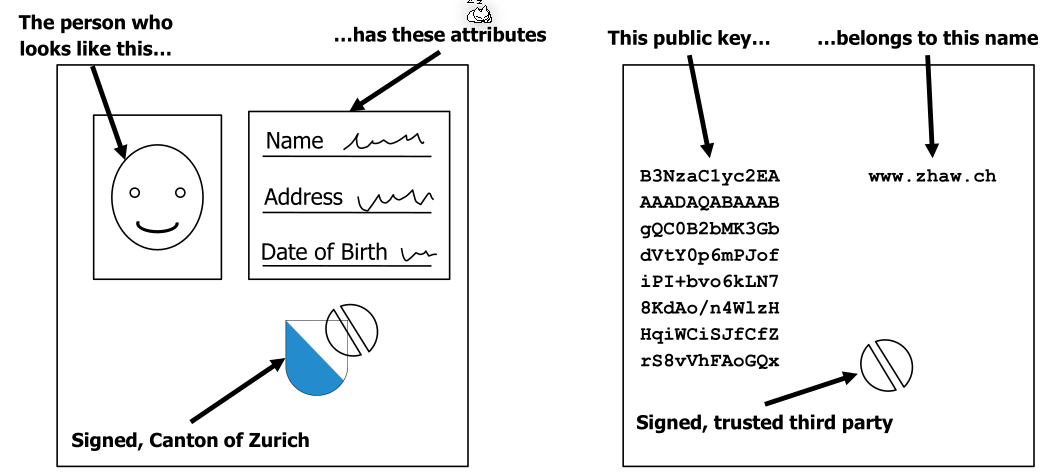 The person who
looks like this...
...has these attributes
Name
Address
Date of Birth
Signed, Canton of Zurich
This public key...
...belongs to this name
B3NzaC1yc2EA
AAADAQABAAAB
gQC0B2bMK3Gb
dVtY0p6mPJof
iPI+bvo6kLN7
8KdAo/n4WlzH
HqiWCiSJfCfZ
rS8vVhFAoGQx
www.zhaw.ch
Signed, trusted third party